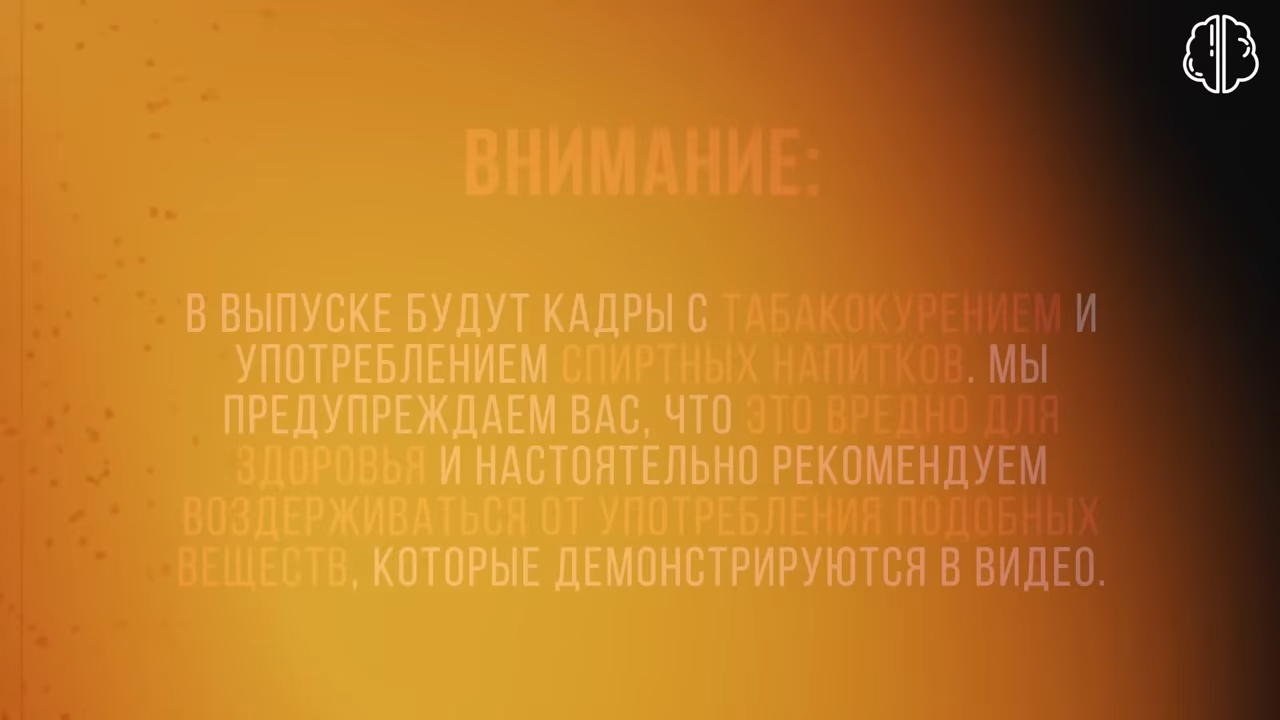 ВНИМАНИЕ:
В ВЫПУСКЕ БУДУТ КАДРЫ С ТАБАКОКУРЕНИЕМ И
УПОТРЕБЛЕНИЕМ СПИРТНЫХ НАПИТКОВ. МЫ
ПРЕДУПРЕЖДАЕМ ВАС, ЧТО ЭТО ВРЕДНО ДЛЯ
ЗДОРОВЬЯ И НАСТОЯТЕЛЬНО РЕКОМЕНДУЕМ
ВОЗДЕРЖИВАТЬСЯ ОТ УПОТРЕБЛЕНИЯ ПОДОБНЫХ
ВЕЩЕСТВ, КОТОРЫЕ ДЕМОНСТРИРУЮТСЯ В ВИДЕО.